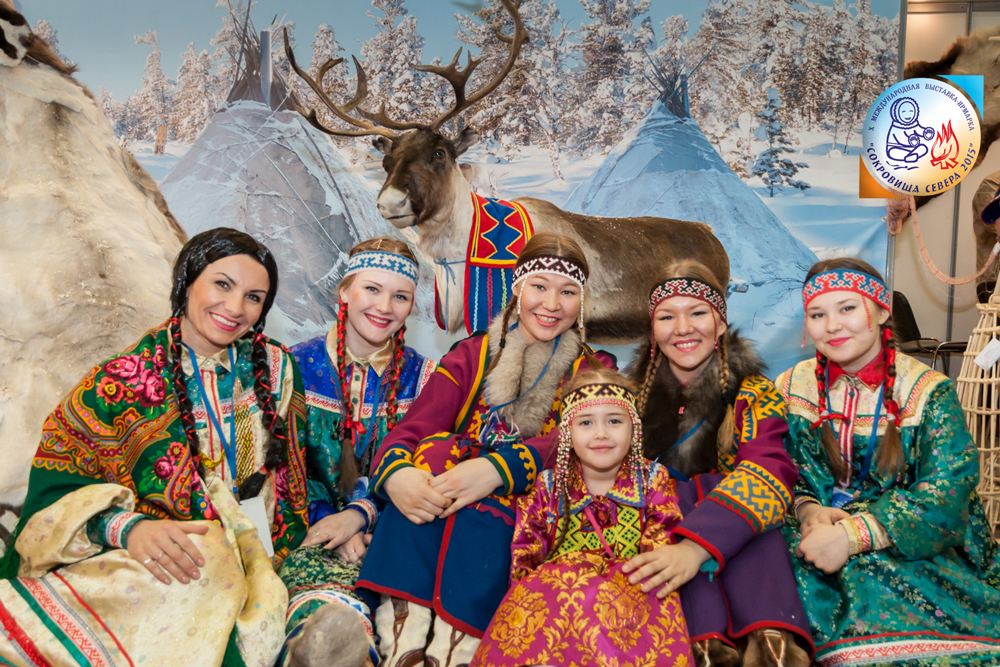 X МЕЖДУНАРОДНАЯ ВЫСТАВКА-ЯРМАРКА
"СОКРОВИЩА СЕВЕРА 2015"